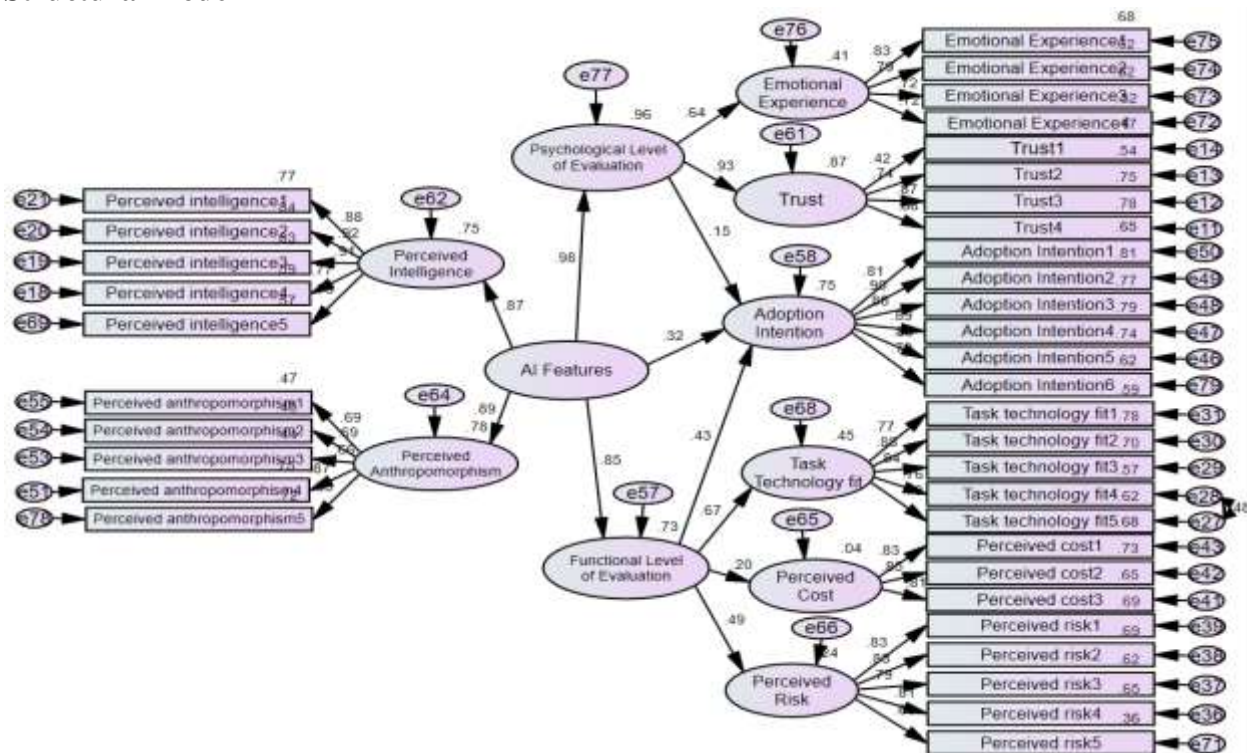 e76
.68
Emotional Experience1
e75
.41
.83
e77
Emotional Experience2
e74
Emotional
Experience
Emotional Experience3
e73
.96
.64
Emotional Experience4
e72
e61
Psychological Level
of Evaluation
.93
.87
.42
Trust1
.54
e14
Trust
Trust2
.75
e13
Trust3
.78
e12
Trust4
.65
e11
.77
e21
Perceived intelligence1
e62
.88
e20
Perceived intelligence2
.75
e19
Perceived intelligence3
Perceived
Intelligence
e18
Perceived intelligence4
e69
Perceived intelligence5
.98
.87
.15
e58
Adoption Intention1
.81
e50
.75
.81
Adoption Intention2
.77
e49
Adoption
Intention
Adoption Intention3
.79
e48
.32
Adoption Intention4
.74
e47
Adoption Intention5
.62
e46
Adoption Intention6
.59
e79
AI Features
.47
e55
Perceived anthropomorphism1
e64
.69
.89
.78
e54
Perceived anthropomorphism2
.69
e53
Perceived anthropomorphism3
Perceived
Anthropomorphism
e51
Perceived anthropomorphism4
.87
e78
Perceived anthropomorphism5
.85
.43
e68
.45
.77
Task technology fit1
.78
e31
Task
Technology fit
Task technology fit2
.70
e30
Task technology fit3
.57
e29
Task technology fit4
.62
e28
Task technology fit5
.68
e27
.48
e57
.73
.67
e65
Functional Level
of Evaluation
.20
.04
.83
Perceived cost1
.73
e43
Perceived
Cost
Perceived cost2
.65
e42
.81
Perceived cost3
.69
e41
.49
e66
.24
.83
Perceived risk1
.69
e39
Perceived
Risk
Perceived risk2
.62
e38
.79
Perceived risk3
.65
e37
.81
Perceived risk4
.36
e36
Perceived risk5
e71